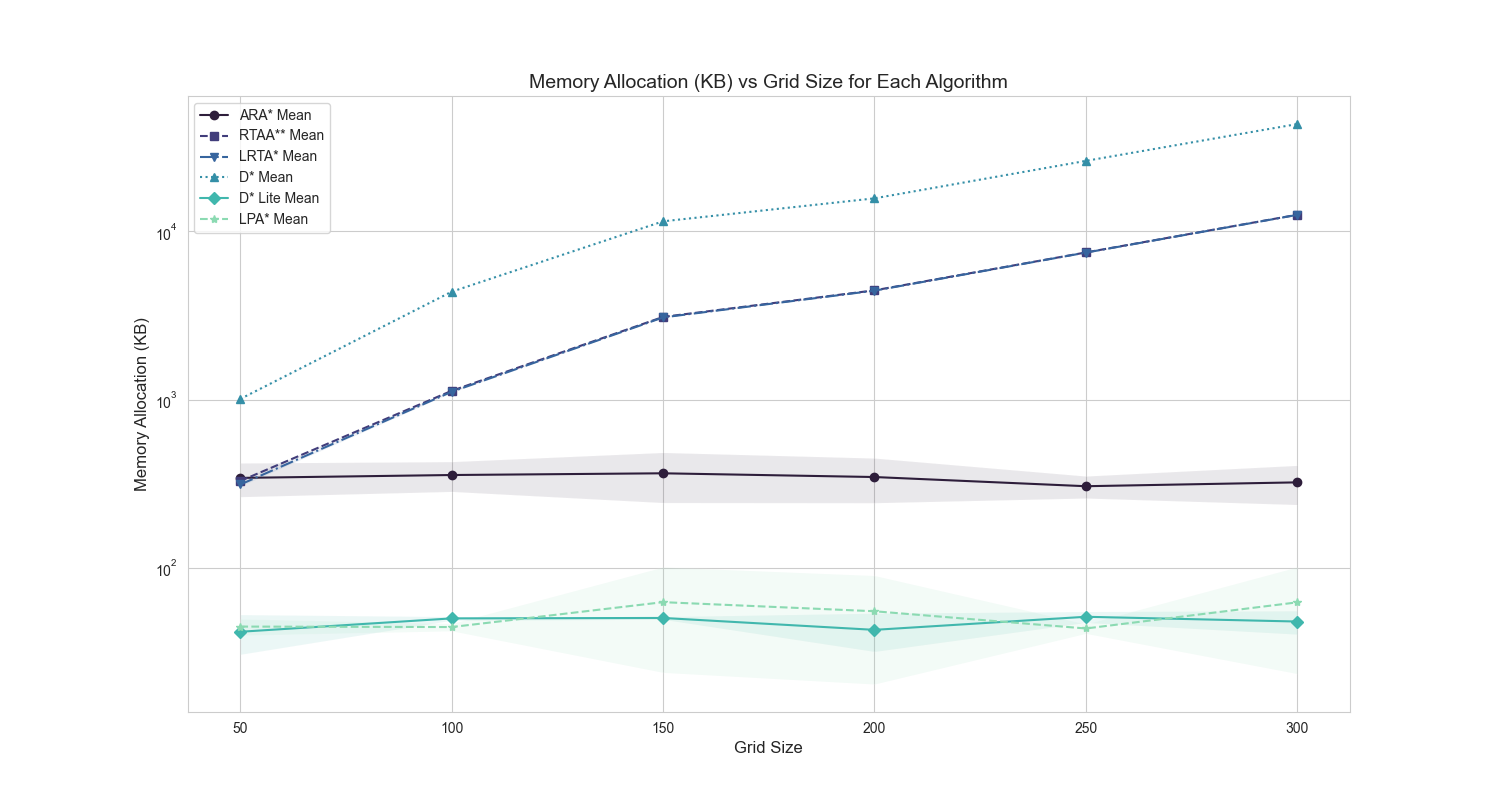 Memory Allocation (KB) vs Grid Size for Each Algorithm
ARA* Mean
RTAA** Mean
LRTA* Mean
D* Mean
D* Lite Mean
LPA* Mean
Memory Allocation (KB)
10^4
10^3
10^2
50 100 150 200 250 300
Grid Size